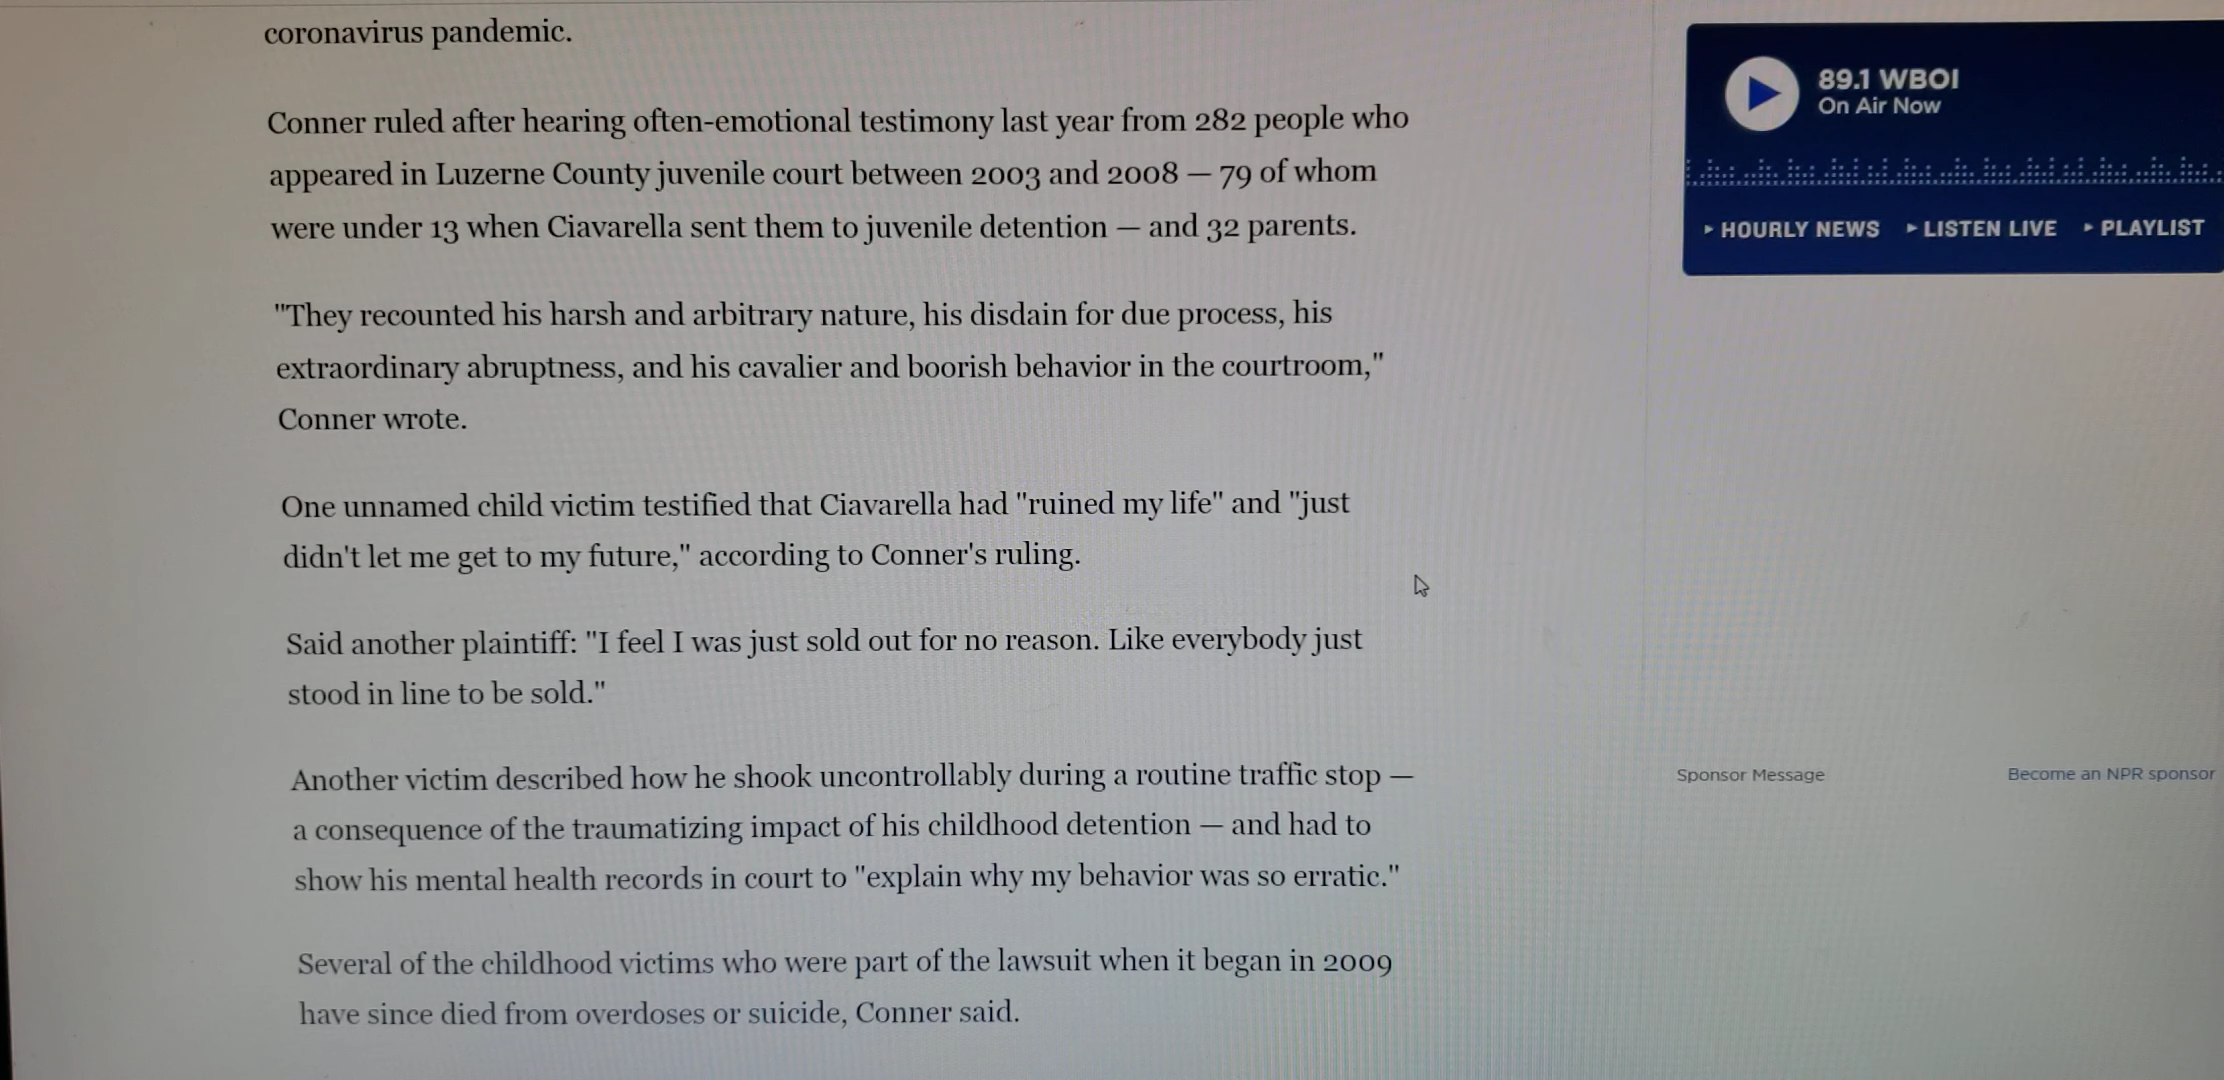 coronavirus pandemic.
Conner ruled after hearing often-emotional testimony last year from 282 people who
appeared in Luzerne County juvenile court between 2003 and 2008 — 79 of whom
were under 13 when Ciavarella sent them to juvenile detention — and 32 parents.
"They recounted his harsh and arbitrary nature, his disdain for due process, his
extraordinary abruptness, and his cavalier and boorish behavior in the courtroom,"
Conner wrote.
One unnamed child victim testified that Ciavarella had "ruined my life" and "just
didn't let me get to my future," according to Conner's ruling.
Said another plaintiff: "I feel I was just sold out for no reason. Like everybody just
stood in line to be sold."
Another victim described how he shook uncontrollably during a routine traffic stop —
a consequence of the traumatizing impact of his childhood detention — and had to
show his mental health records in court to "explain why my behavior was so erratic."
Several of the childhood victims who were part of the lawsuit when it began in 2009
have since died from overdoses or suicide, Conner said.
89.1 WBOI
On Air Now
HOURLY NEWS LISTEN LIVE PLAYLIST
Sponsor Message Become an NPR sponsor